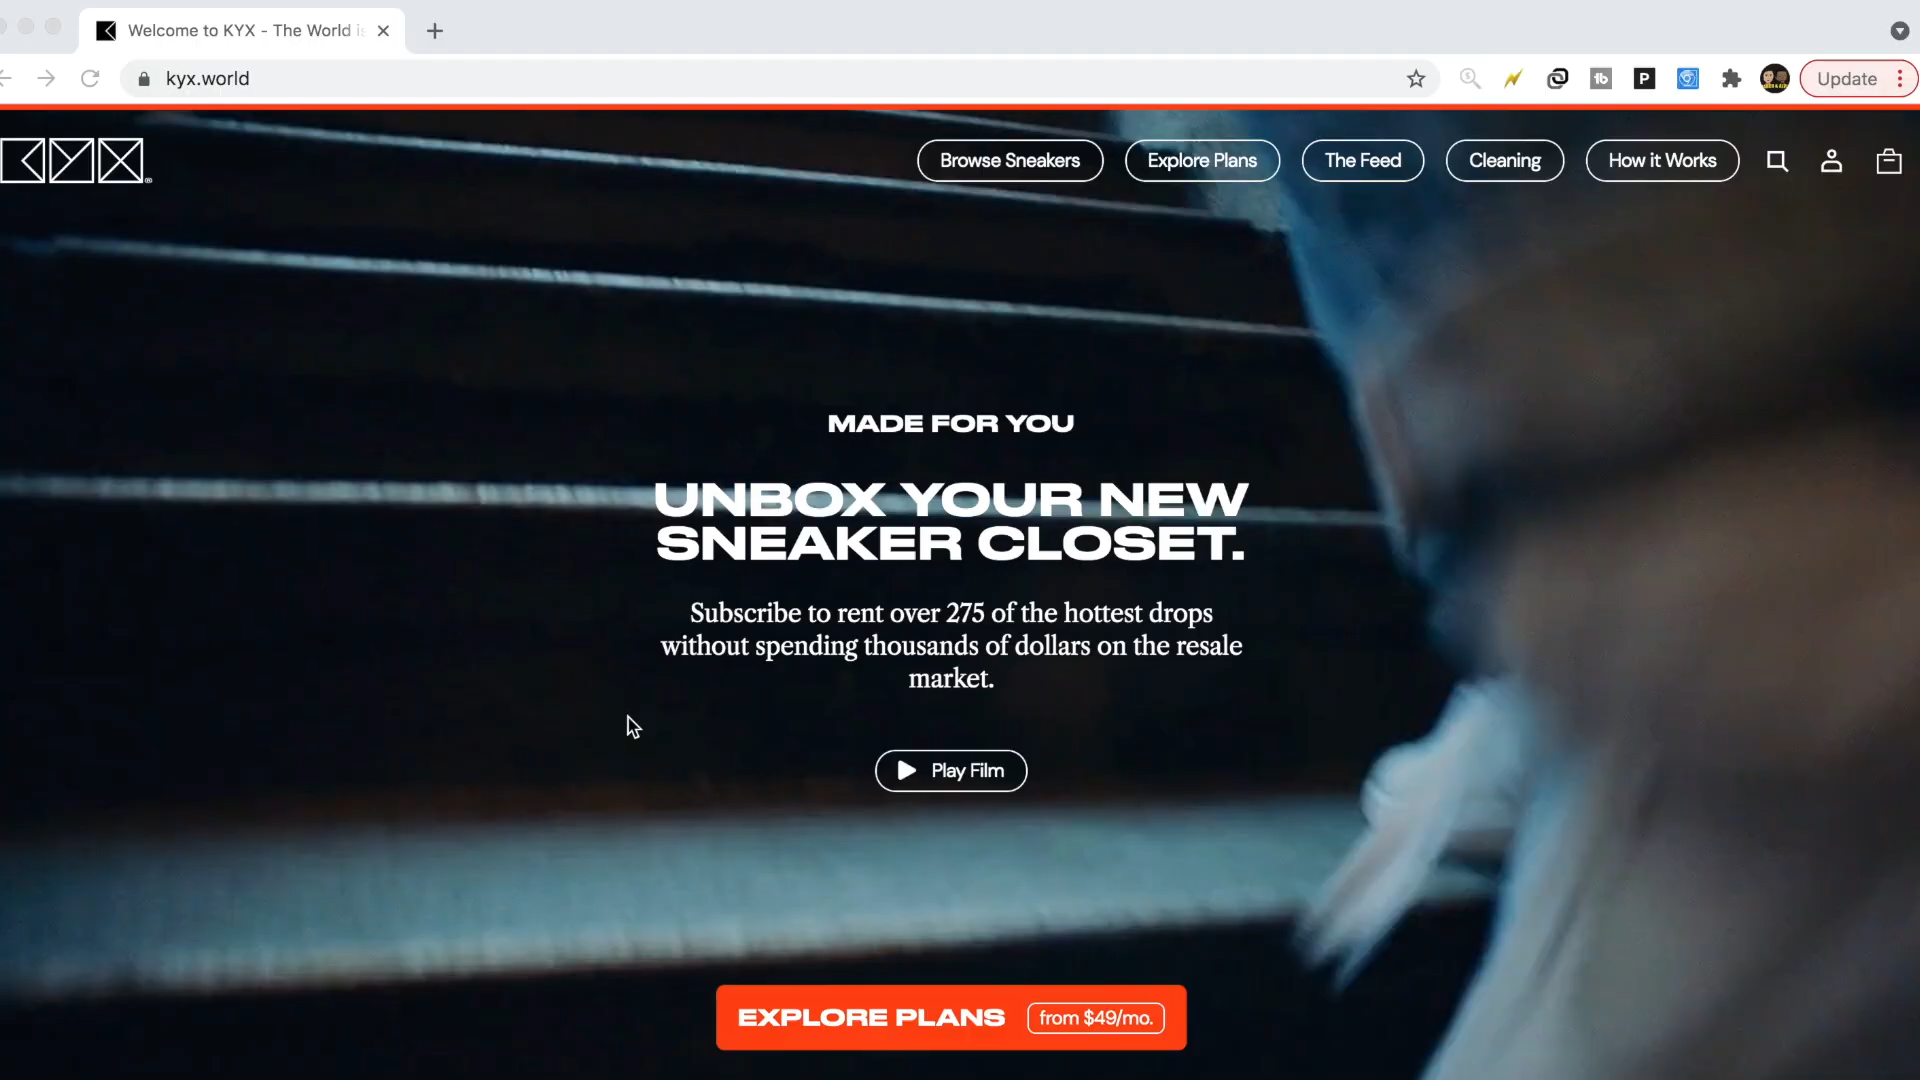 Welcome to KYX - The World is
kyx.world
Update
KYX
Browse Sneakers
Explore Plans
The Feed
Cleaning
How it Works
MADE FOR YOU
UNBOX YOUR NEW
SNEAKER CLOSET.
Subscribe to rent over 275 of the hottest drops
without spending thousands of dollars on the resale
market.
Play Film
EXPLORE PLANS
from $49/mo.